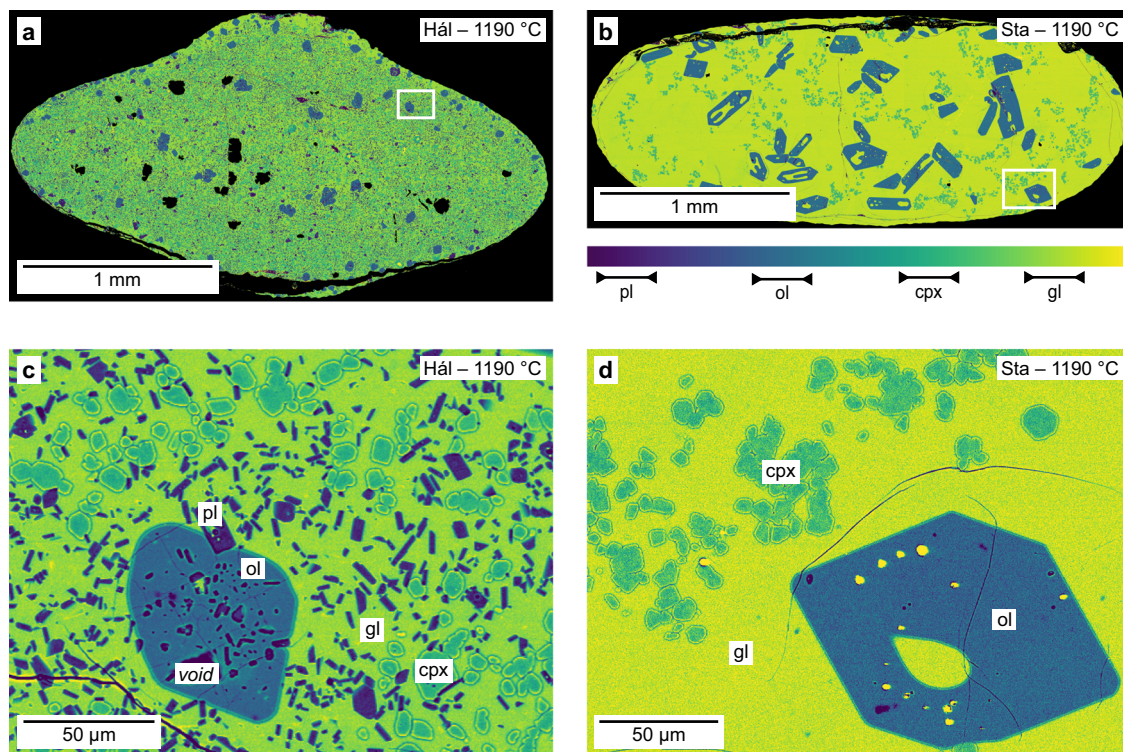 a
Hál – 1190 °C
1 mm
b
Sta – 1190 °C
1 mm
pl ol cpx gl
c
Hál – 1190 °C
pl
ol
gl
void
cpx
50 µm
d
Sta – 1190 °C
cpx
ol
gl
50 µm